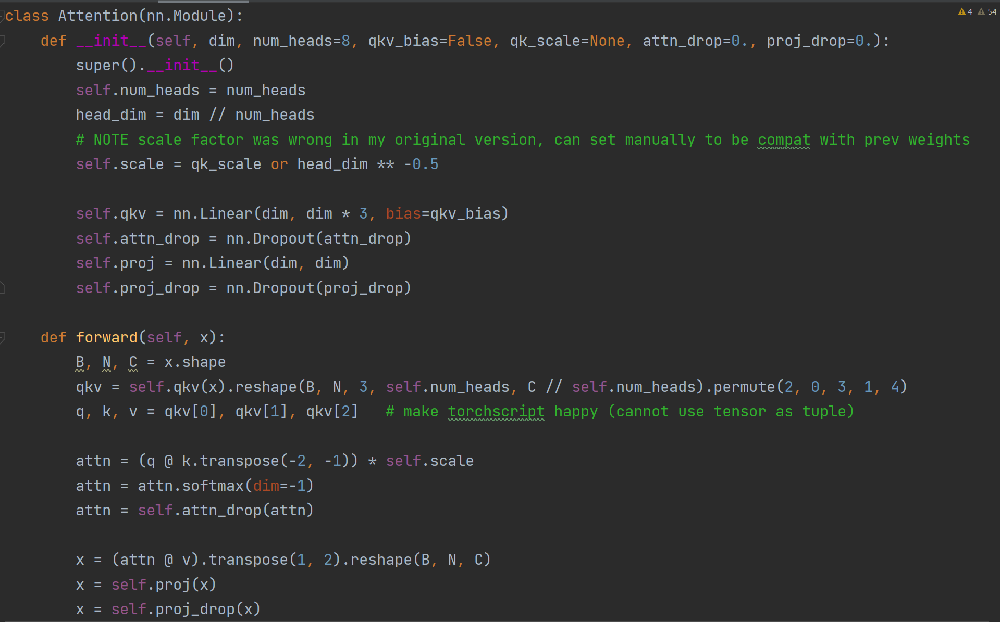 class Attention(nn.Module):
    def __init__(self, dim, num_heads=8, qkv_bias=False, qk_scale=None, attn_drop=0., proj_drop=0.):
        super().__init__()
        self.num_heads = num_heads
        head_dim = dim // num_heads
        # NOTE scale factor was wrong in my original version, can set manually to be compat with prev weights
        self.scale = qk_scale or head_dim ** -0.5

        self.qkv = nn.Linear(dim, dim * 3, bias=qkv_bias)
        self.attn_drop = nn.Dropout(attn_drop)
        self.proj = nn.Linear(dim, dim)
        self.proj_drop = nn.Dropout(proj_drop)

    def forward(self, x):
        B, N, C = x.shape
        qkv = self.qkv(x).reshape(B, N, 3, self.num_heads, C // self.num_heads).permute(2, 0, 3, 1, 4)
        q, k, v = qkv[0], qkv[1], qkv[2]   # make torchscript happy (cannot use tensor as tuple)

        attn = (q @ k.transpose(-2, -1)) * self.scale
        attn = attn.softmax(dim=-1)
        attn = self.attn_drop(attn)

        x = (attn @ v).transpose(1, 2).reshape(B, N, C)
        x = self.proj(x)
        x = self.proj_drop(x)
4 54